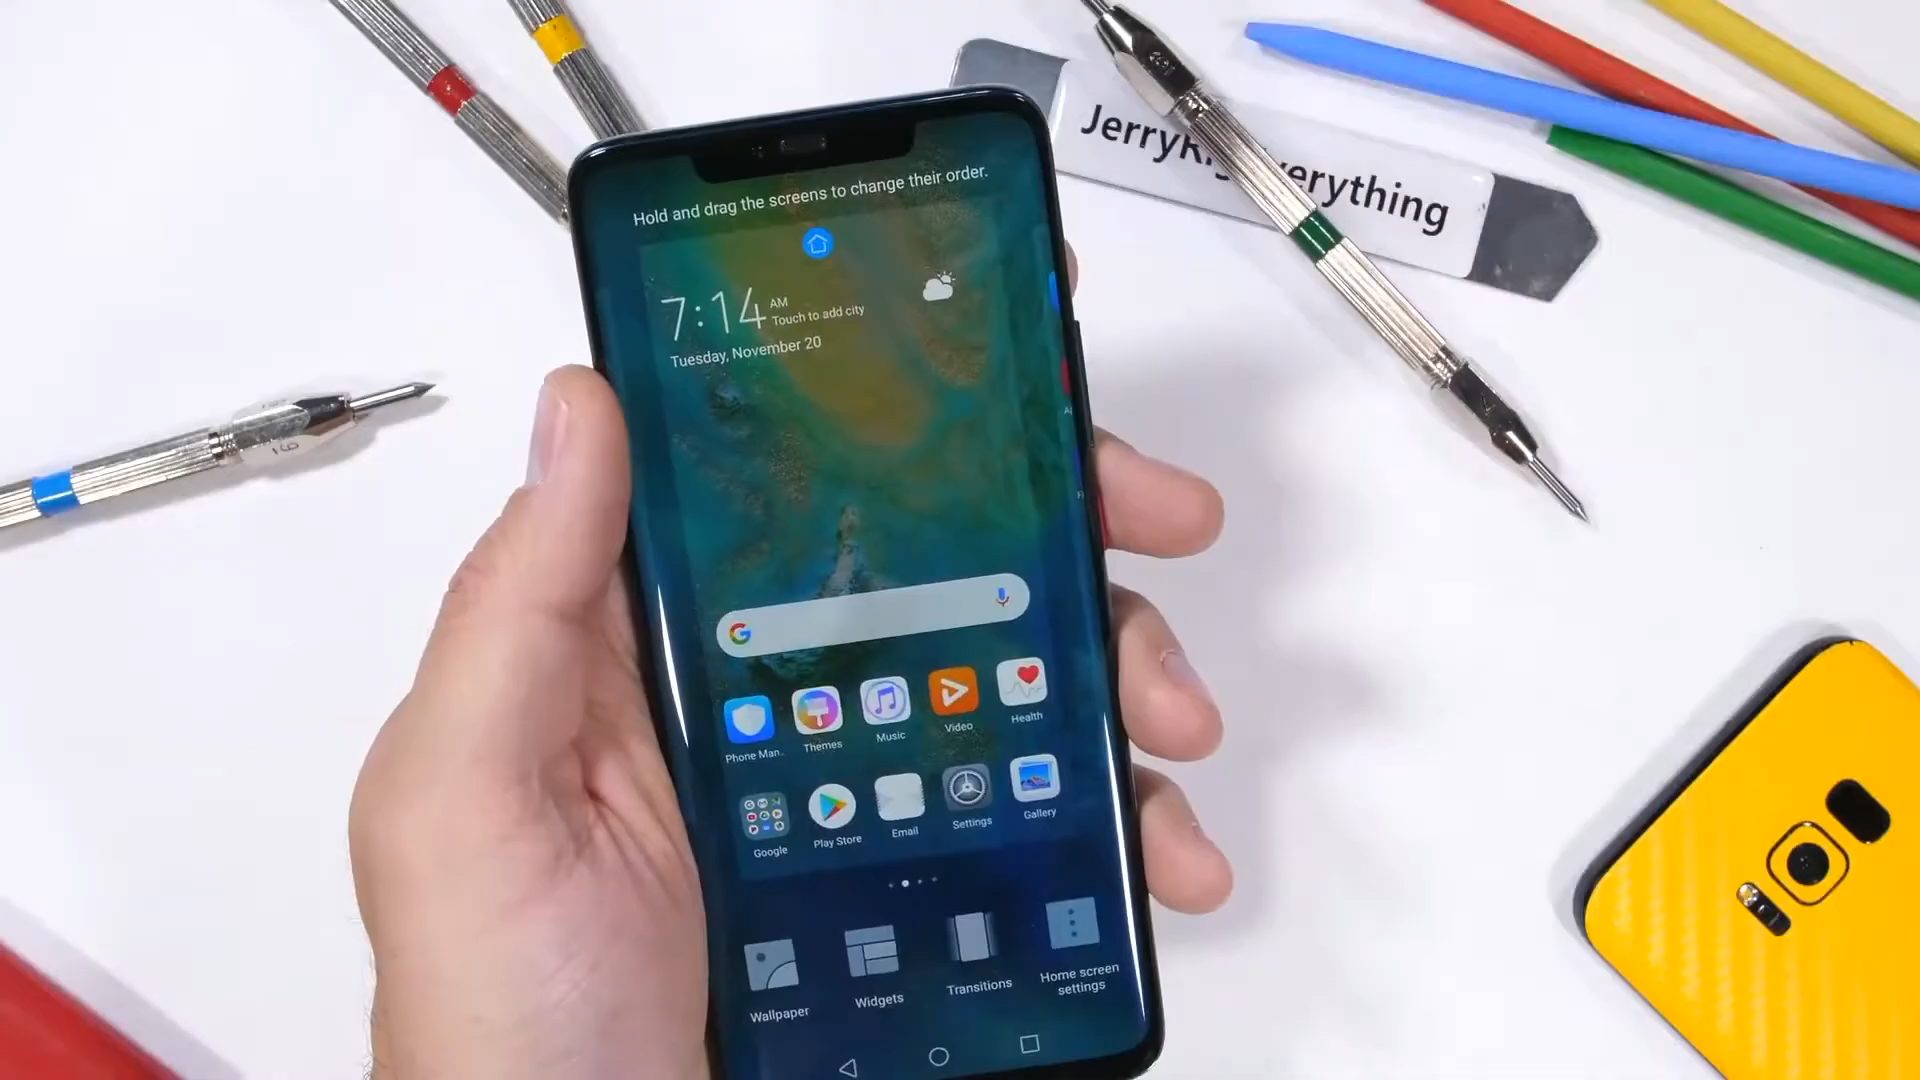 JerryRi
erything
Hold and drag the screens to change their order.
7:14 AM
Touch to add city
Tuesday, November 20
G
Phone Man..
Themes
Music
Video
Health
Google
Play Store
Email
Settings
Gallery
Wallpaper
Widgets
Transitions
Home screen
settings